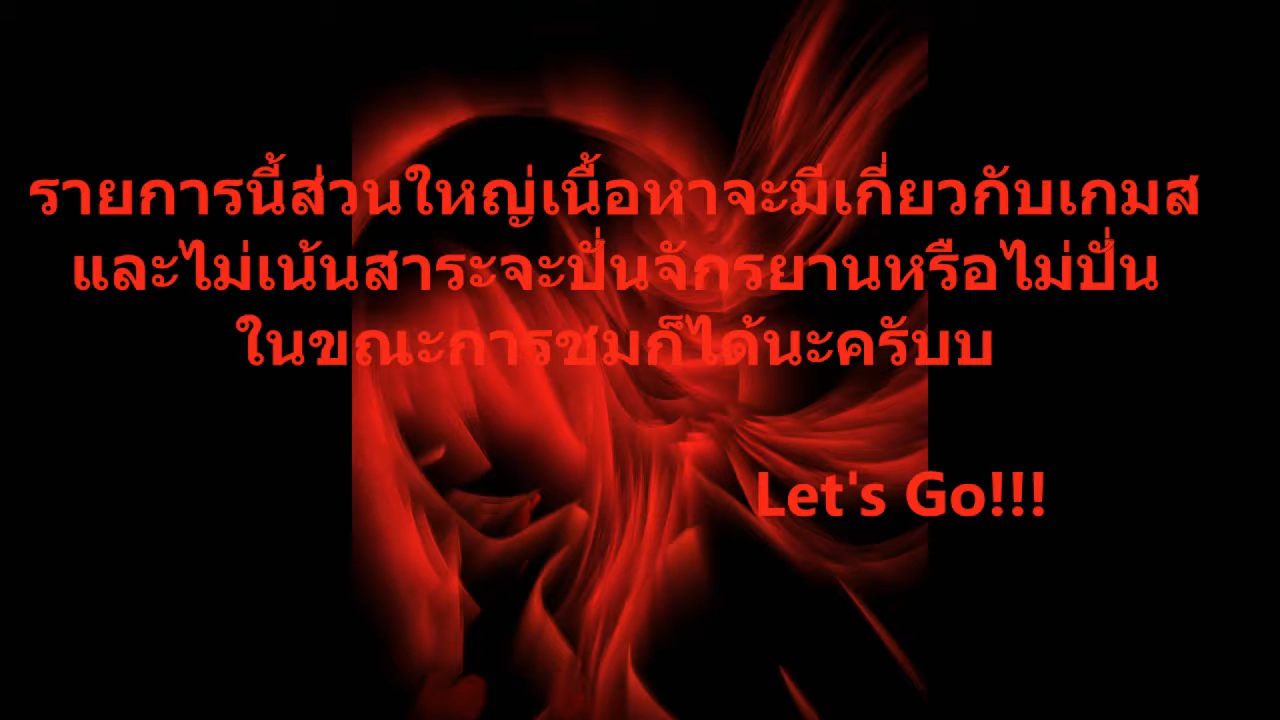 รายการนี้ส่วนใหญ่เนื้อหาจะมีเกี่ยวกับเกมส
และไม่เน้นสาระจะปั่นจักรยานหรือไม่ปั่น
ในขณะการชมก็ได้นะครับบ
Let's Go!!!